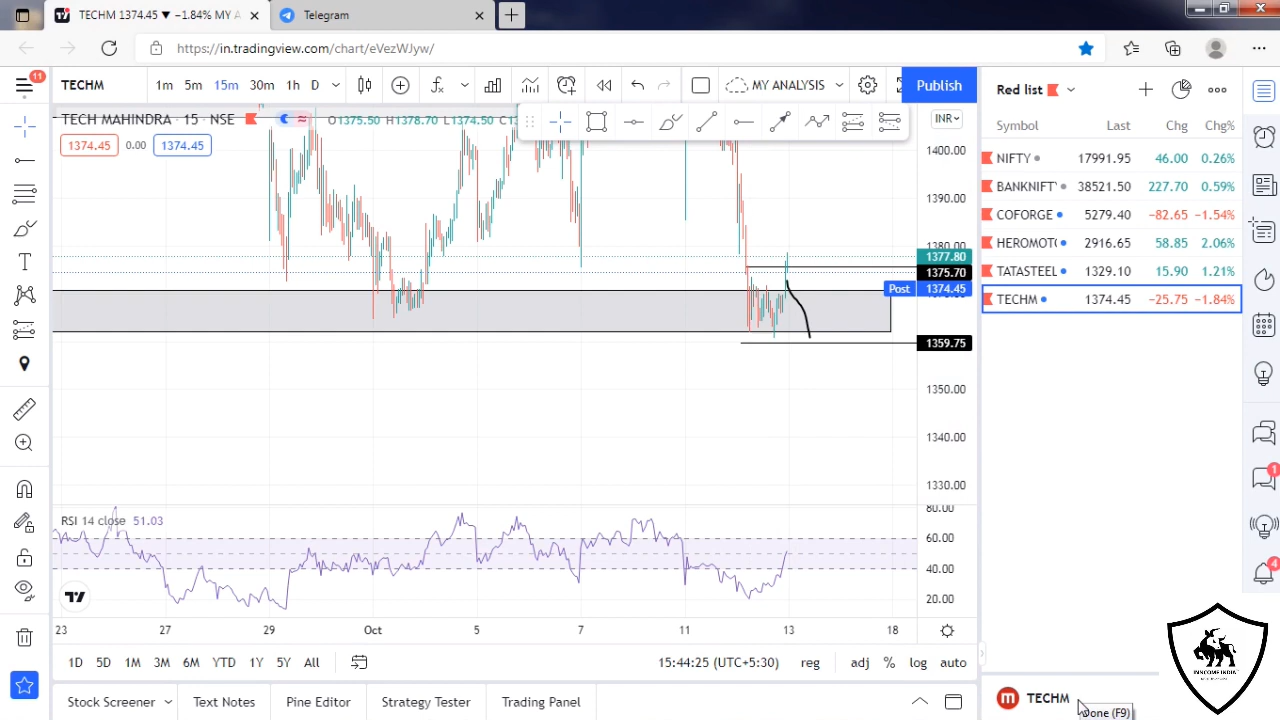 TECHM 1374.45 ▼ −1.84% MY A
Telegram
https://in.tradingview.com/chart/eVezWJyw/
11
TECHM
1m 5m 15m 30m 1h D
MY ANALYSIS
Publish
TECH MAHINDRA · 15 · NSE
O1375.50 H1378.70 L1374.50
INR
1374.45 0.00 1374.45
1400.00
1390.00
1380.00
1377.80
1375.70
Post 1374.45
1359.75
1350.00
1340.00
1330.00
RSI 14 close 51.03
80.00
60.00
40.00
20.00
23 27 29 Oct 5 7 11 13 18
1D 5D 1M 3M 6M YTD 1Y 5Y All
15:44:25 (UTC+5:30) reg adj % log auto
Stock Screener Text Notes Pine Editor Strategy Tester Trading Panel
Red list
Symbol Last Chg Chg%
NIFTY 17991.95 46.00 0.26%
BANKNIFT 38521.50 227.70 0.59%
COFORGE 5279.40 −82.65 −1.54%
HEROMOT 2916.65 58.85 2.06%
TATASTEEL 1329.10 15.90 1.21%
TECHM 1374.45 −25.75 −1.84%
1
4
TECHM
Done (F9)
INNCOME INDIA